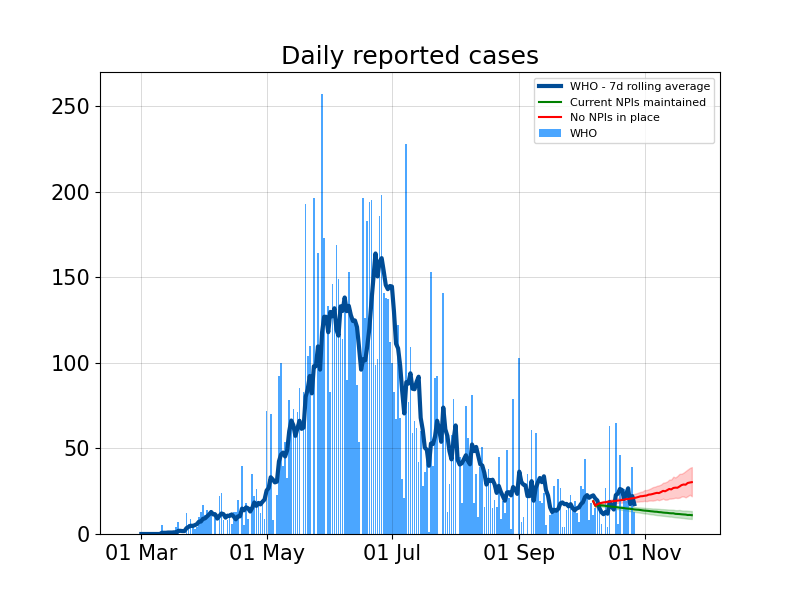 Daily reported cases
WHO - 7d rolling average
Current NPIs maintained
No NPIs in place
WHO
250
200
150
100
50
0
01 Mar
01 May
01 Jul
01 Sep
01 Nov